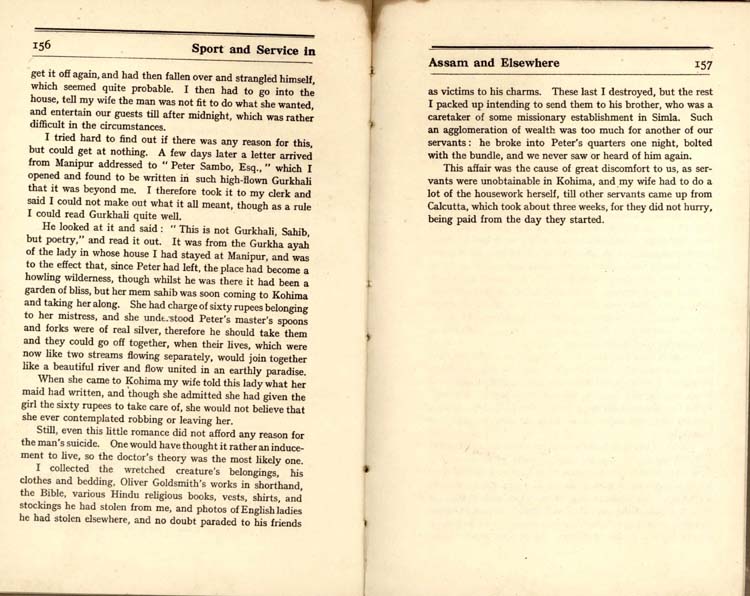 156 Sport and Service in
get it off again, and had then fallen over and strangled himself,
which seemed quite probable. I then had to go into the
house, tell my wife the man was not fit to do what she wanted,
and entertain our guests till after midnight, which was rather
difficult in the circumstances.
I tried hard to find out if there was any reason for this,
but could get at nothing. A few days later a letter arrived
from Manipur addressed to " Peter Sambo, Esq., " which I
opened and found to be written in such high-flown Gurkhali
that it was beyond me. I therefore took it to my clerk and
said I could not make out what it all meant, though as a rule
I could read Gurkhali quite well.
He looked at it and said : " This is not Gurkhali, Sahib,
but poetry," and read it out. It was from the Gurkha ayah
of the lady in whose house I had stayed at Manipur, and was
to the effect that, since Peter had left, the place had become a
howling wilderness, though whilst he was there it had been a
garden of bliss, but her mem sahib was soon coming to Kohima
and taking her along. She had charge of sixty rupees belonging
to her mistress, and she understood Peter's master's spoons
and forks were of real silver, therefore he should take them
and they could go off together, when their lives, which were
now like two streams flowing separately, would join together
like a beautiful river and flow united in an earthly paradise.
When she came to Kohima my wife told this lady what her
maid had written, and though she admitted she had given the
girl the sixty rupees to take care of, she would not believe that
she ever contemplated robbing or leaving her.
Still, even this little romance did not afford any reason for
the man's suicide. One would have thought it rather an induce-
ment to live, so the doctor's theory was the most likely one.
I collected the wretched creature's belongings, his
clothes and bedding, Oliver Goldsmith's works in shorthand,
the Bible, various Hindu religious books, vests, shirts, and
stockings he had stolen from me, and photos of English ladies
he had stolen elsewhere, and no doubt paraded to his friends
Assam and Elsewhere 157
as victims to his charms. These last I destroyed, but the rest
I packed up intending to send them to his brother, who was a
caretaker of some missionary establishment in Simla. Such
an agglomeration of wealth was too much for another of our
servants : he broke into Peter's quarters one night, bolted
with the bundle, and we never saw or heard of him again.
This affair was the cause of great discomfort to us, as ser-
vants were unobtainable in Kohima, and my wife had to do a
lot of the housework herself, till other servants came up from
Calcutta, which took about three weeks, for they did not hurry,
being paid from the day they started.